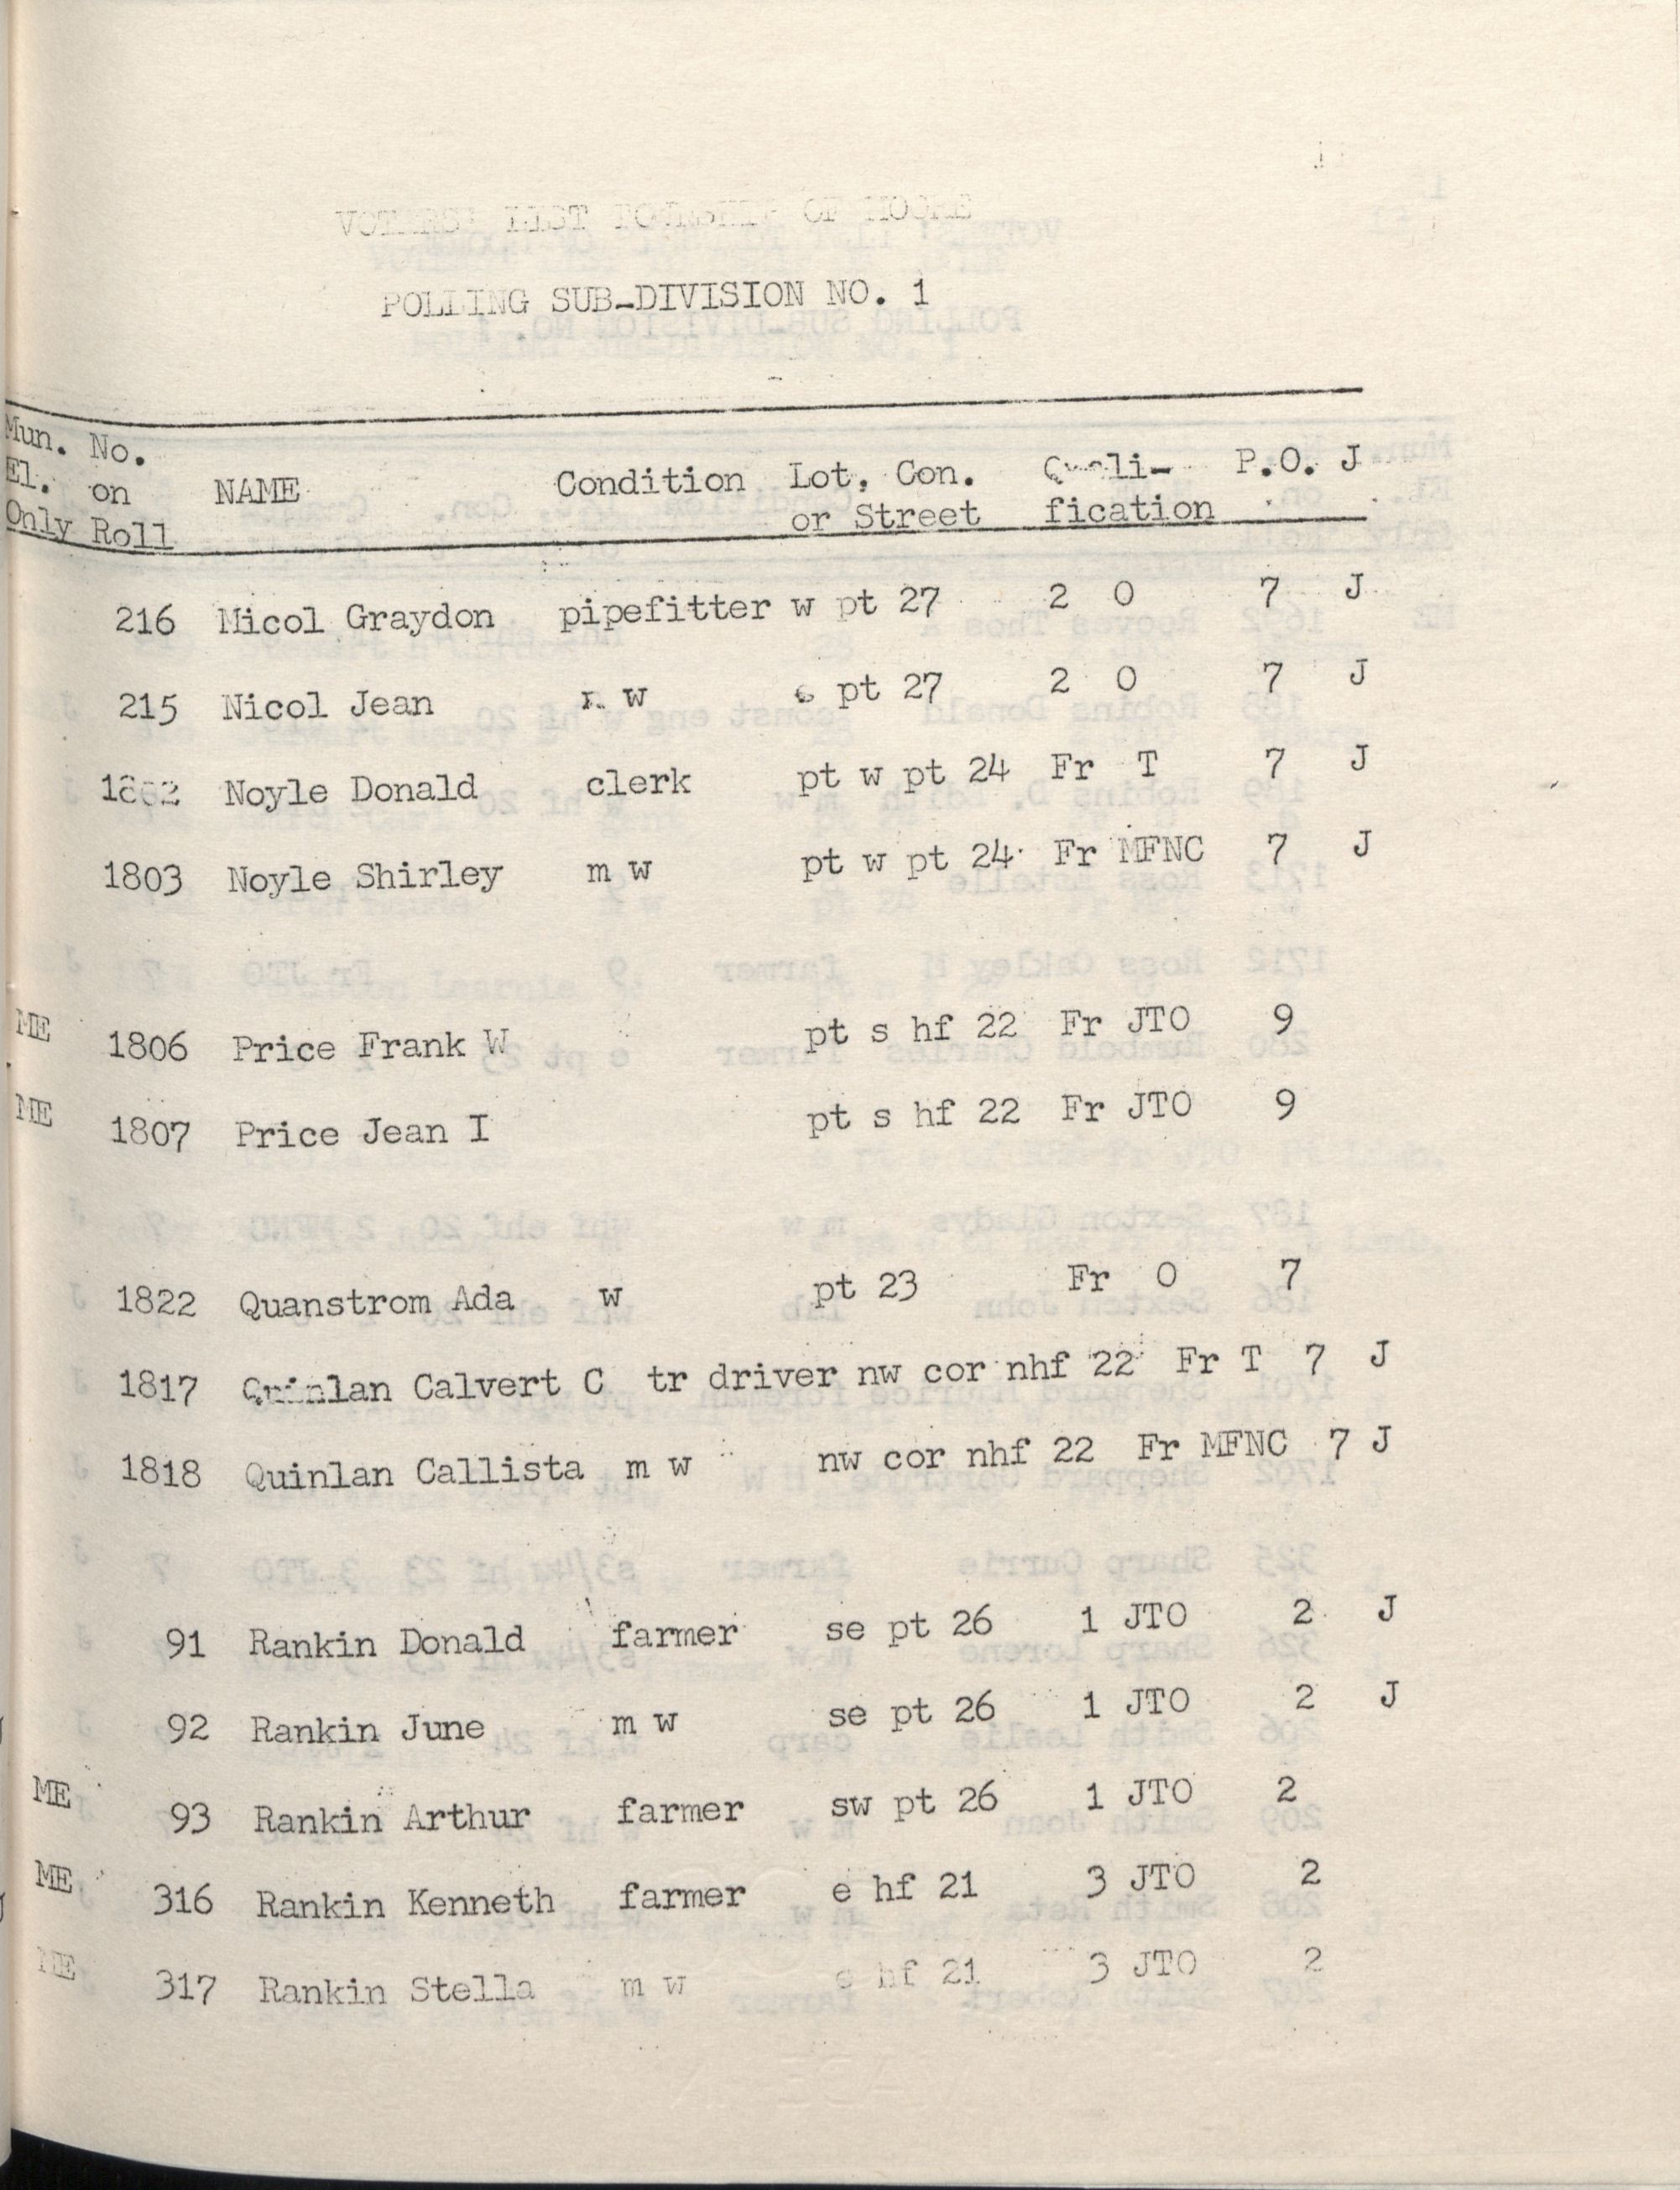 VOTERS' LIST TOWNSHIP OF MOORE
POLLING SUB-DIVISION NO. 1
Mun. No.
El. on NAME Condition Lot, Con. Quali- P.O. J
Only Roll or Street fication
216 Nicol Graydon pipefitter w pt 27 2 O 7 J
215 Nicol Jean w pt 27 2 O 7 J
Noyle Donald clerk pt w pt 24 Fr T 7 J
1803 Noyle Shirley m w pt w pt 24 Fr MFNC 7 J
ME 1806 Price Frank W pt s hf 22 Fr JTO 9
ME 1807 Price Jean I pt s hf 22 Fr JTO 9
1822 Quanstrom Ada w pt 23 Fr O 7
1817 Quinlan Calvert C tr driver nw cor nhf 22 Fr T 7 J
1818 Quinlan Callista m w nw cor nhf 22 Fr MFNC 7 J
91 Rankin Donald farmer se pt 26 1 JTO 2 J
92 Rankin June m w se pt 26 1 JTO 2 J
ME 93 Rankin Arthur farmer sw pt 26 1 JTO 2
ME 316 Rankin Kenneth farmer e hf 21 3 JTO 2
ME 317 Rankin Stella m w e hf 21 3 JTO 2